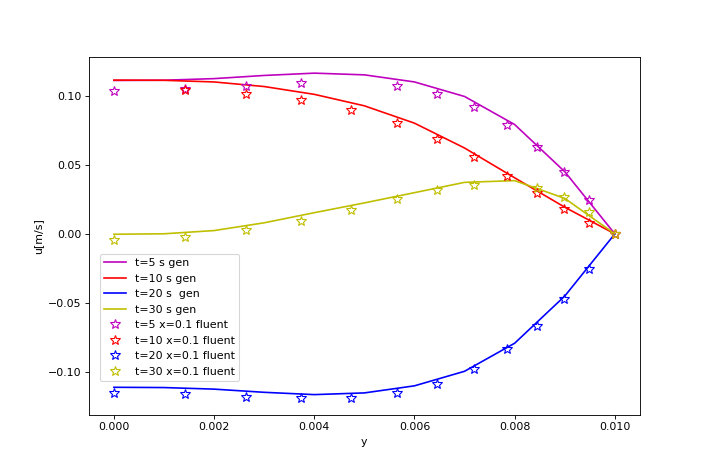 0.10
0.05
0.00
−0.05
−0.10
u[m/s]
t=5 s gen
t=10 s gen
t=20 s  gen
t=30 s gen
t=5 x=0.1 fluent
t=10 x=0.1 fluent
t=20 x=0.1 fluent
t=30 x=0.1 fluent
0.000 0.002 0.004 0.006 0.008 0.010
y